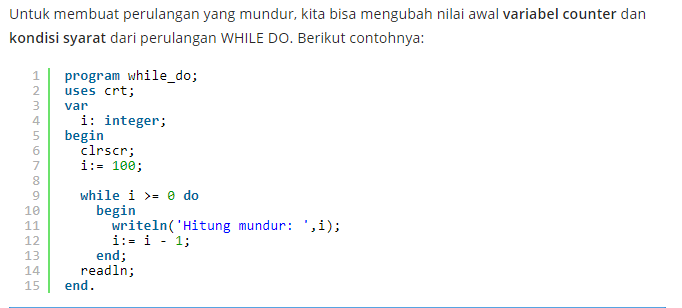 Untuk membuat perulangan yang mundur, kita bisa mengubah nilai awal variabel counter dan
kondisi syarat dari perulangan WHILE DO. Berikut contohnya:
1 program while_do;
2 uses crt;
3 var
4 i: integer;
5 begin
6 clrscr;
7 i:= 100;
8
9 while i >= 0 do
10 begin
11 writeln('Hitung mundur: ',i);
12 i:= i - 1;
13 end;
14 readln;
15 end.